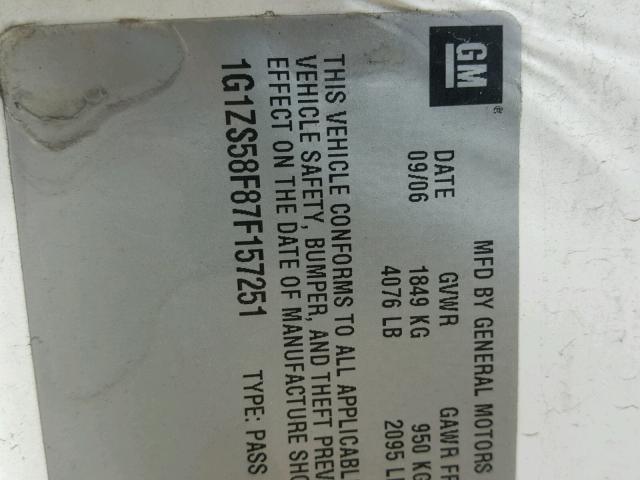 GM ®
MFD BY GENERAL MOTORS
DATE GVWR GAWR
09/06 1849 KG 950 KG
4076 LB 2095
THIS VEHICLE CONFORMS TO ALL
VEHICLE SAFETY, BUMPER, AND THEFT
EFFECT ON THE DATE OF MANUFACTURE
1G1ZS58F87F157251 TYPE: PASS